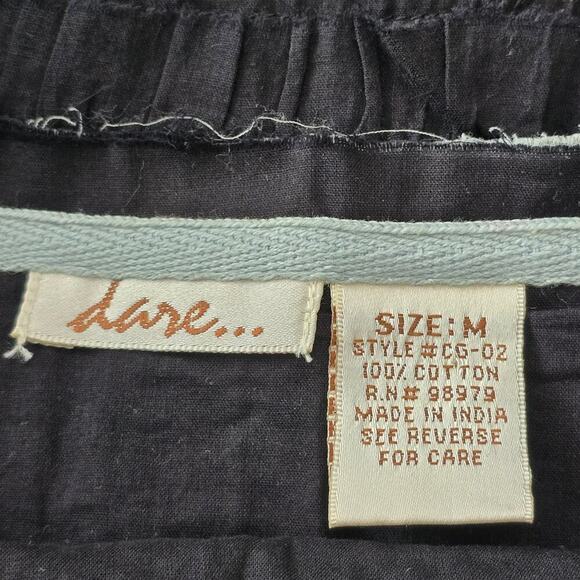 dare...
SIZE: M
STYLE #CG-02
100% COTTON
R.N# 98979
MADE IN INDIA
SEE REVERSE
FOR CARE